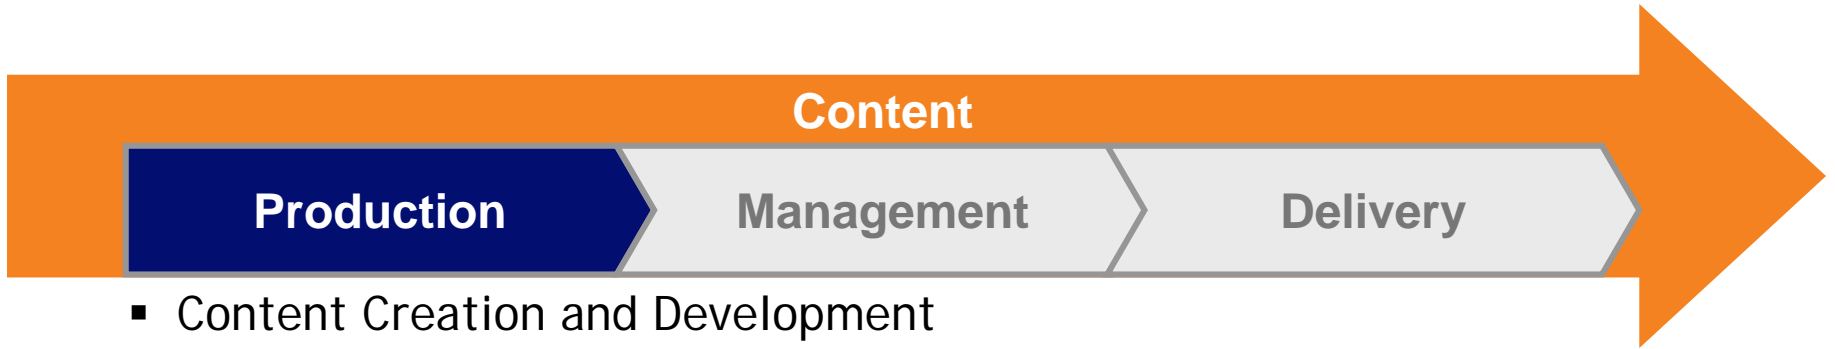 Content
Production Management Delivery
▪ Content Creation and Development